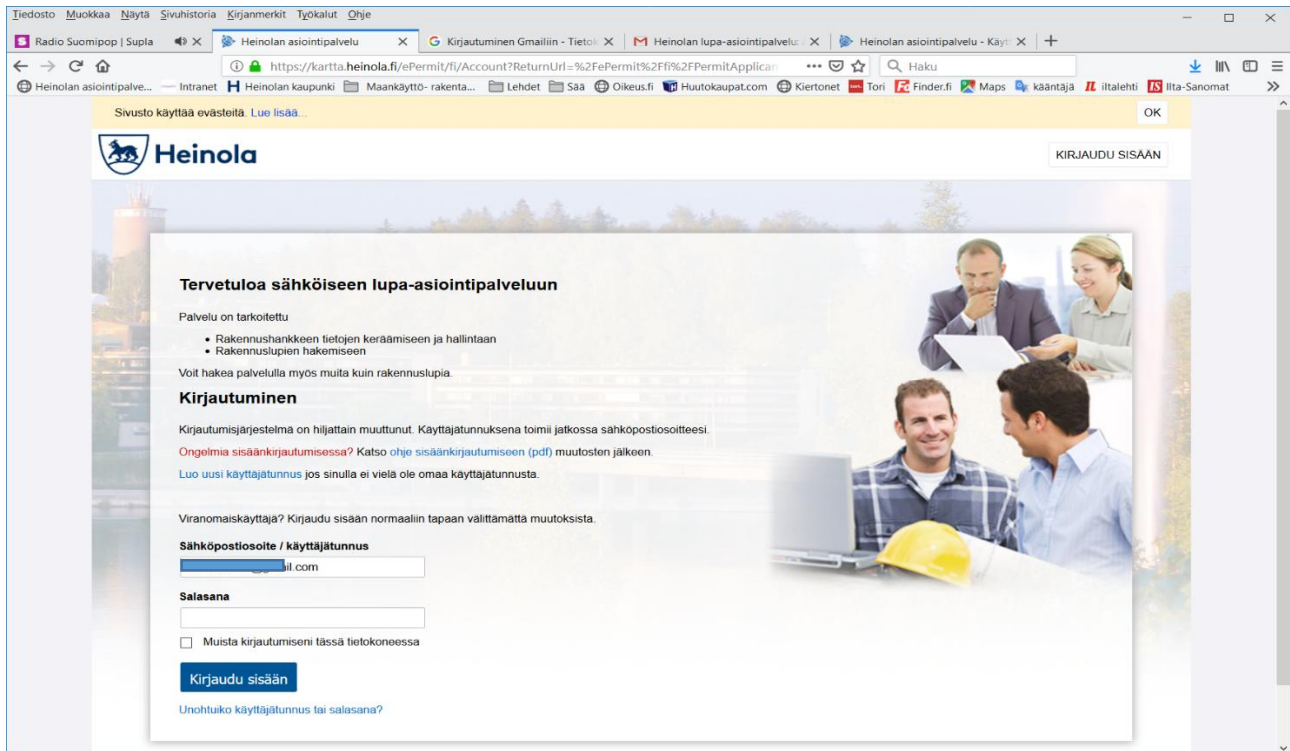 Tiedosto Muokkaa Näytä Sivuhistoria Kirjanmerkit Työkalut Ohje
Radio Suomipop | Supla
Heinolan asiointipalvelu
Kirjautuminen Gmailiin - Tieto
Heinolan lupa-asiointipalvelu:
Heinolan asiointipalvelu - Käyt
https://kartta.heinola.fi/ePermit/fi/Account?ReturnUrl=%2FePermit%2Ffi%2FPermitApplican
Haku
Heinolan asiointipalve... Intranet Heinolan kaupunki Maankäyttö- rakenta... Lehdet Sää Oikeus.fi Huutokaupat.com Kiertonet Tori Finder.fi Maps kääntäjä iltalehti Ilta-Sanomat
Sivusto käyttää evästeitä. Lue lisää...
OK
Heinola
KIRJAUDU SISÄÄN
Tervetuloa sähköiseen lupa-asiointipalveluun
Palvelu on tarkoitettu
• Rakennushankkeen tietojen keräämiseen ja hallintaan
• Rakennuslupien hakemiseen
Voit hakea palvelulla myös muita kuin rakennuslupia.
Kirjautuminen
Kirjautumisjärjestelmä on hiljattain muuttunut. Käyttäjätunnuksena toimii jatkossa sähköpostiosoitteesi.
Ongelmia sisäänkirjautumisessa? Katso ohje sisäänkirjautumiseen (pdf) muutosten jälkeen.
Luo uusi käyttäjätunnus jos sinulla ei vielä ole omaa käyttäjätunnusta.
Viranomaiskäyttäjä? Kirjaudu sisään normaaliin tapaan välittämättä muutoksista.
Sähköpostiosoite / käyttäjätunnus
il.com
Salasana
Muista kirjautumiseni tässä tietokoneessa
Kirjaudu sisään
Unohtuiko käyttäjätunnus tai salasana?